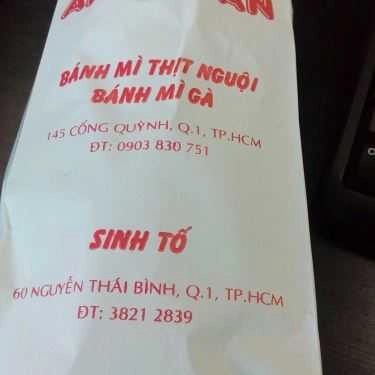 BÁNH MÌ THỊT NGUỘI
BÁNH MÌ GÀ
145 CỐNG QUỲNH, Q.1, TP.HCM
ĐT: 0903 830 751
SINH TỐ
60 NGUYỄN THÁI BÌNH, Q.1, TP.HCM
ĐT: 3821 2839